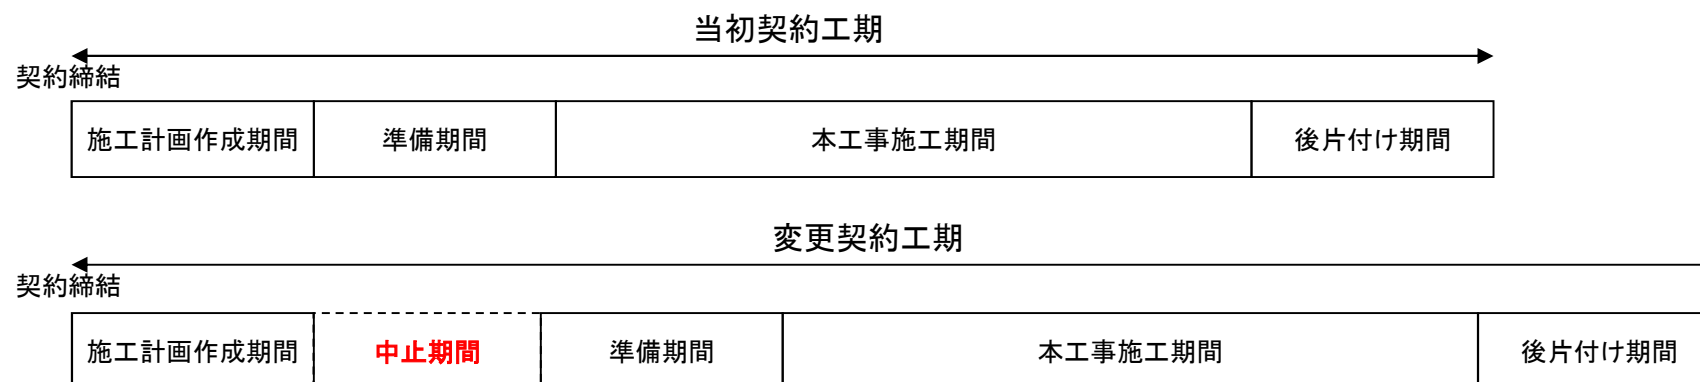 当初契約工期
契約締結
施工計画作成期間 準備期間 本工事施工期間 後片付け期間
変更契約工期
契約締結
施工計画作成期間 中止期間 準備期間 本工事施工期間 後片付け期間